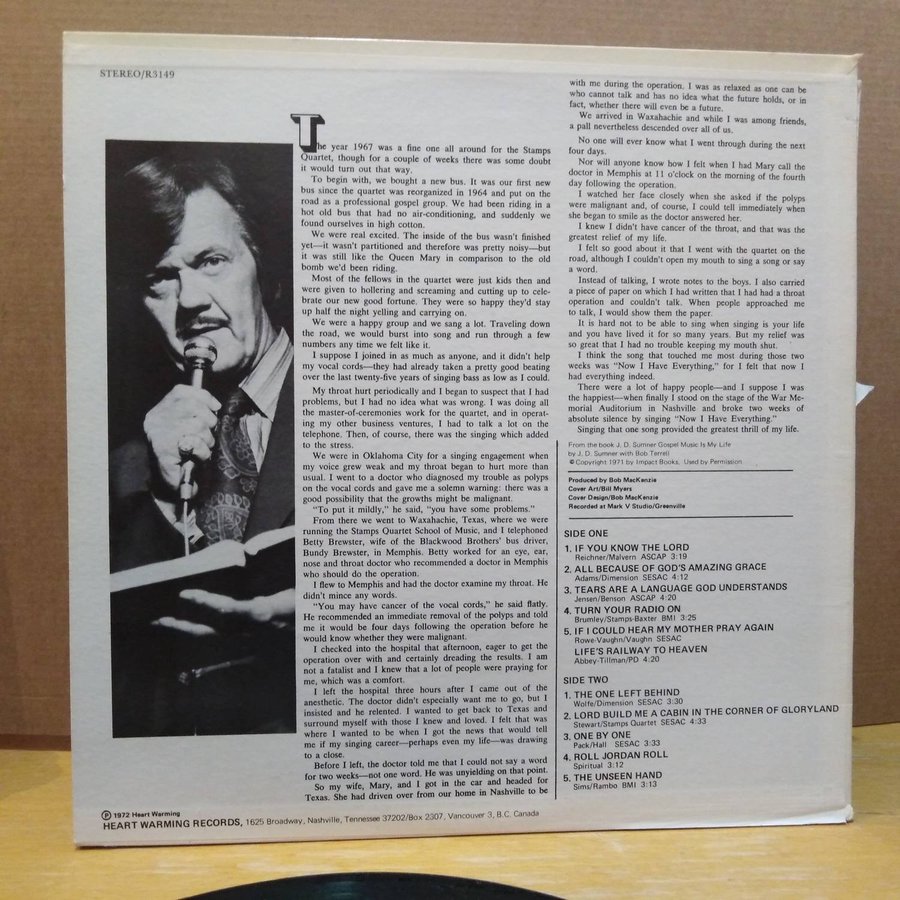 STEREO/R3149
The year 1967 was a fine one all around for the Stamps
Quartet, though for a couple of weeks there was some doubt
it would turn out that way.
To begin with, we bought a new bus. It was our first new
bus since the quartet was reorganized in 1964 and put on the
road as a professional gospel group. We had been riding in a
hot old bus that had no air-conditioning, and suddenly we
found ourselves in high cotton.
We were real excited. The inside of the bus wasn't finished
yet—it wasn't partitioned and therefore was pretty noisy—but
it was still like the Queen Mary in comparison to the old
bomb we'd been riding.
Most of the fellows in the quartet were just kids then and
were given to hollering and screaming and cutting up to cele-
brate our new good fortune. They were so happy they'd stay
up half the night yelling and carrying on.
We were a happy group and we sang a lot. Traveling down
the road, we would burst into song and run through a few
numbers any time we felt like it.
I suppose I joined in as much as anyone, and it didn't help
my vocal cords—they had already taken a pretty good beating
over the last twenty-five years of singing bass as low as I could.
My throat hurt periodically and I began to suspect that I had
problems, but I had no idea what was wrong. I was doing all
the master-of-ceremonies work for the quartet, and in operat-
ing my other business ventures, I had to talk a lot on the
telephone. Then, of course, there was the singing which added
to the stress.
We were in Oklahoma City for a singing engagement when
my voice grew weak and my throat began to hurt more than
usual. I went to a doctor who diagnosed my trouble as polyps
on the vocal cords and gave me a solemn warning: there was a
good possibility that the growths might be malignant.
"To put it mildly," he said, "you have some problems."
From there we went to Waxahachie, Texas, where we were
running the Stamps Quartet School of Music, and I telephoned
Betty Brewster, wife of the Blackwood Brothers' bus driver,
Bundy Brewster, in Memphis. Betty worked for an eye, ear,
nose and throat doctor who recommended a doctor in Memphis
who should do the operation.
I flew to Memphis and had the doctor examine my throat. He
didn't mince any words.
"You may have cancer of the vocal cords," he said flatly.
He recommended an immediate removal of the polyps and told
me it would be four days following the operation before he
would know whether they were malignant.
I checked into the hospital that afternoon, eager to get the
operation over with and certainly dreading the results. I am
not a fatalist and I knew that a lot of people were praying for
me, which was a comfort.
I left the hospital three hours after I came out of the
anesthetic. The doctor didn't especially want me to go, but I
insisted and he relented. I wanted to get back to Texas and
surround myself with those I knew and loved. I felt that was
where I wanted to be when I got the news that would tell
me if my singing career—perhaps even my life—was drawing
to a close.
Before I left, the doctor told me that I could not say a word
for two weeks—not one word. He was unyielding on that point.
So my wife, Mary, and I got in the car and headed for
Texas. She had driven over from our home in Nashville to be
with me during the operation. I was as relaxed as one can be
who cannot talk and has no idea what the future holds, or in
fact, whether there will even be a future.
We arrived in Waxahachie and while I was among friends,
a pall nevertheless descended over all of us.
No one will ever know what I went through during the next
four days.
Nor will anyone know how I felt when I had Mary call the
doctor in Memphis at 11 o'clock on the morning of the fourth
day following the operation.
I watched her face closely when she asked if the polyps
were malignant and, of course, I could tell immediately when
she began to smile as the doctor answered her.
I knew I didn't have cancer of the throat, and that was the
greatest relief of my life.
I felt so good about it that I went with the quartet on the
road, although I couldn't open my mouth to sing a song or say
a word.
Instead of talking, I wrote notes to the boys. I also carried
a piece of paper on which I had written that I had had a throat
operation and couldn't talk. When people approached me
to talk, I would show them the paper.
It is hard not to be able to sing when singing is your life
and you have lived it for so many years. But my relief was
so great that I had no trouble keeping my mouth shut.
I think the song that touched me most during those two
weeks was "Now I Have Everything," for I felt that now I
had everything indeed.
There were a lot of happy people—and I suppose I was
the happiest—when finally I stood on the stage of the War Me-
morial Auditorium in Nashville and broke two weeks of
absolute silence by singing "Now I Have Everything."
Singing that one song provided the greatest thrill of my life.
From the book J. D. Sumner Gospel Music Is My Life
by J. D. Sumner with Bob Terrell
© Copyright 1971 by Impact Books. Used by Permission
Produced by Bob MacKenzie
Cover Art/Bill Myers
Cover Design/Bob MacKenzie
Recorded at Mark V Studio/Greenville
SIDE ONE
1. IF YOU KNOW THE LORD
Reichner/Malvern ASCAP 3:19
2. ALL BECAUSE OF GOD'S AMAZING GRACE
Adams/Dimension SESAC 4:12
3. TEARS ARE A LANGUAGE GOD UNDERSTANDS
Jensen/Benson ASCAP 4:20
4. TURN YOUR RADIO ON
Brumley/Stamps-Baxter BMI 3:25
5. IF I COULD HEAR MY MOTHER PRAY AGAIN
Rowe-Vaughn/Vaughn SESAC
LIFE'S RAILWAY TO HEAVEN
Abbey-Tillman/PD 4:20
SIDE TWO
1. THE ONE LEFT BEHIND
Wolfe/Dimension SESAC 3:30
2. LORD BUILD ME A CABIN IN THE CORNER OF GLORYLAND
Stewart/Stamps Quartet SESAC 4:33
3. ONE BY ONE
Pack/Hall SESAC 3:33
4. ROLL JORDAN ROLL
Spiritual 3:12
5. THE UNSEEN HAND
Sims/Rambo BMI 3:13
Ⓟ 1972 Heart Warming
HEART WARMING RECORDS, 1625 Broadway, Nashville, Tennessee 37202/Box 2307, Vancouver 3, B.C. Canada